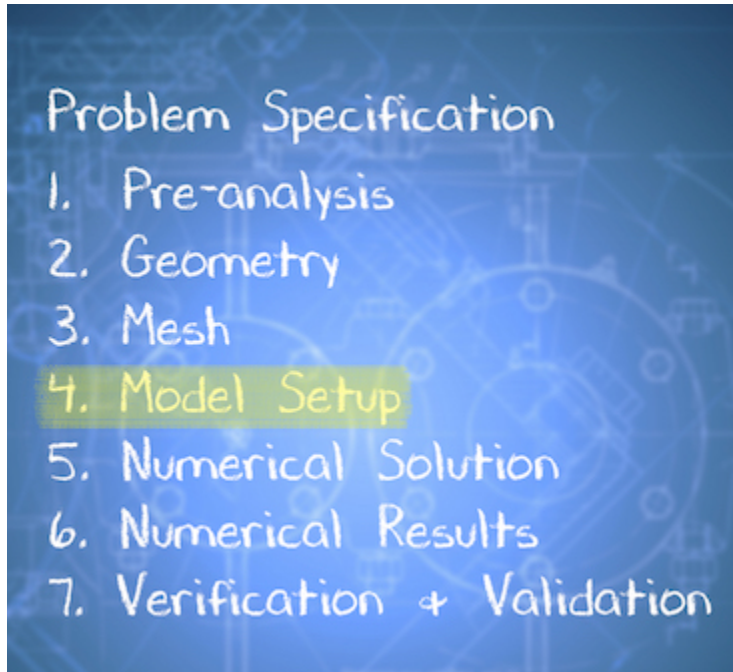 Problem Specification
1. Pre-analysis
2. Geometry
3. Mesh
4. Model Setup
5. Numerical Solution
6. Numerical Results
7. Verification & Validation